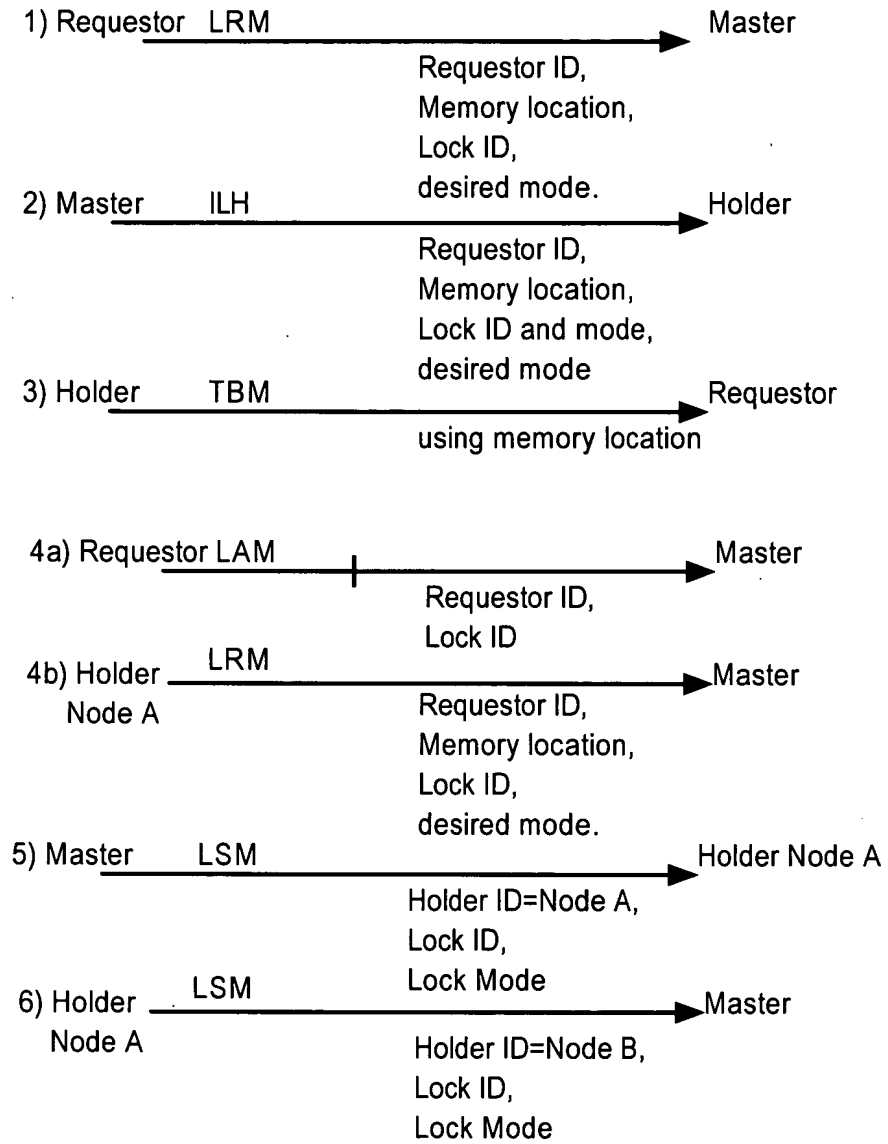 1) Requestor LRM Master
Requestor ID,
Memory location,
Lock ID,
desired mode.
2) Master ILH Holder
Requestor ID,
Memory location,
Lock ID and mode,
desired mode
3) Holder TBM Requestor
using memory location
4a) Requestor LAM Master
Requestor ID,
Lock ID
4b) Holder LRM Master
Node A
Requestor ID,
Memory location,
Lock ID,
desired mode.
5) Master LSM Holder Node A
Holder ID=Node A,
Lock ID,
Lock Mode
6) Holder LSM Master
Node A
Holder ID=Node B,
Lock ID,
Lock Mode